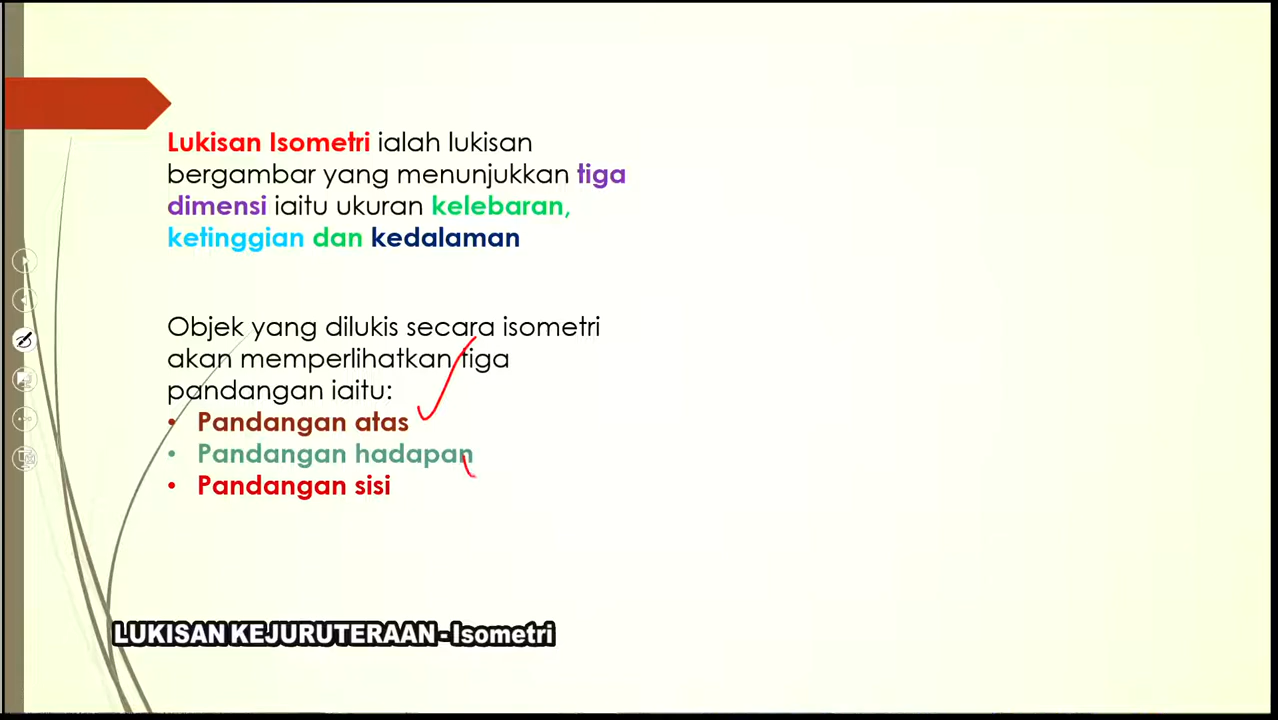 Lukisan Isometri ialah lukisan
bergambar yang menunjukkan tiga
dimensi iaitu ukuran kelebaran,
ketinggian dan kedalaman
Objek yang dilukis secara isometri
akan memperlihatkan tiga
pandangan iaitu:
• Pandangan atas
• Pandangan hadapan
• Pandangan sisi
LUKISAN KEJURUTERAAN - Isometri